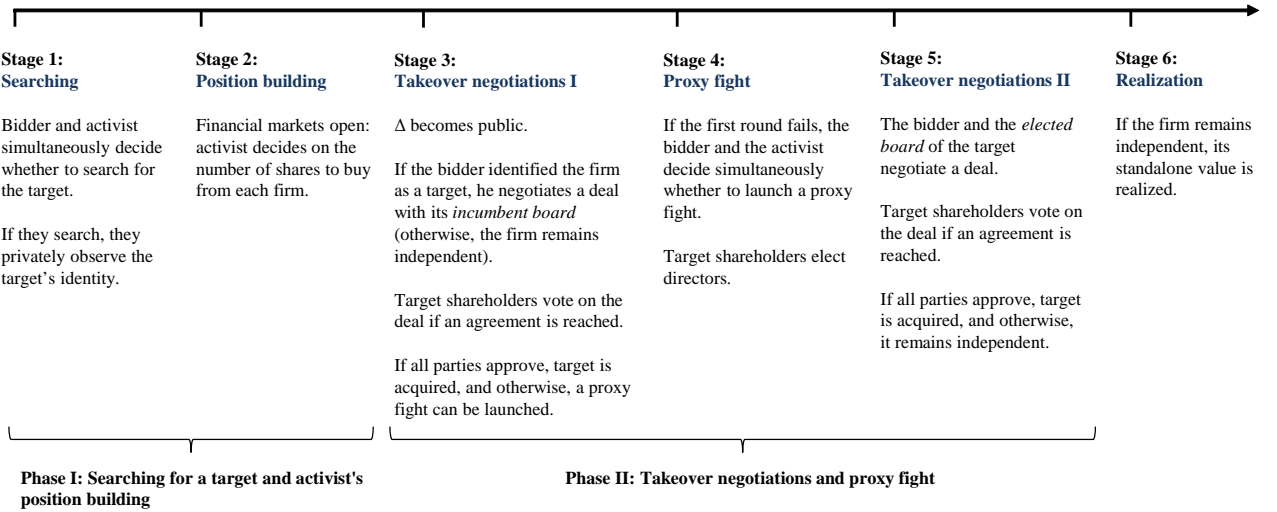 Stage 1:
Searching
Bidder and activist
simultaneously decide
whether to search for
the target.
If they search, they
privately observe the
target's identity.
Stage 2:
Position building
Financial markets open:
activist decides on the
number of shares to buy
from each firm.
Stage 3:
Takeover negotiations I
Δ becomes public.
If the bidder identified the firm
as a target, he negotiates a deal
with its incumbent board
(otherwise, the firm remains
independent).
Target shareholders vote on the
deal if an agreement is reached.
If all parties approve, target is
acquired, and otherwise, a proxy
fight can be launched.
Stage 4:
Proxy fight
If the first round fails, the
bidder and the activist
decide simultaneously
whether to launch a proxy
fight.
Target shareholders elect
directors.
Stage 5:
Takeover negotiations II
The bidder and the elected
board of the target
negotiate a deal.
Target shareholders vote on
the deal if an agreement is
reached.
If all parties approve, target
is acquired, and otherwise,
it remains independent.
Stage 6:
Realization
If the firm remains
independent, its
standalone value is
realized.
Phase I: Searching for a target and activist's
position building
Phase II: Takeover negotiations and proxy fight